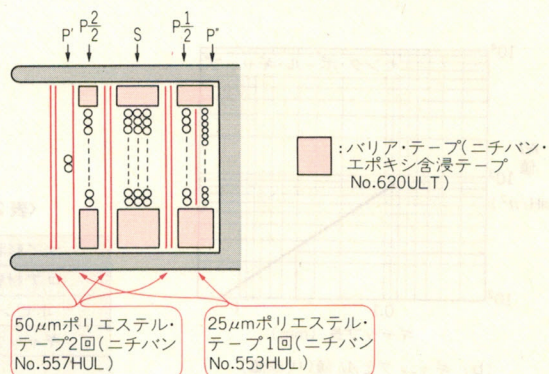 P' P2/2 S P1/2 P"
:バリア・テープ(ニチバン・
エポキシ含浸テープ
No.620ULT)
50μmポリエステル・
テープ2回(ニチバン
No.557HUL)
25μmポリエステル・
テープ1回(ニチバン
No.553HUL)